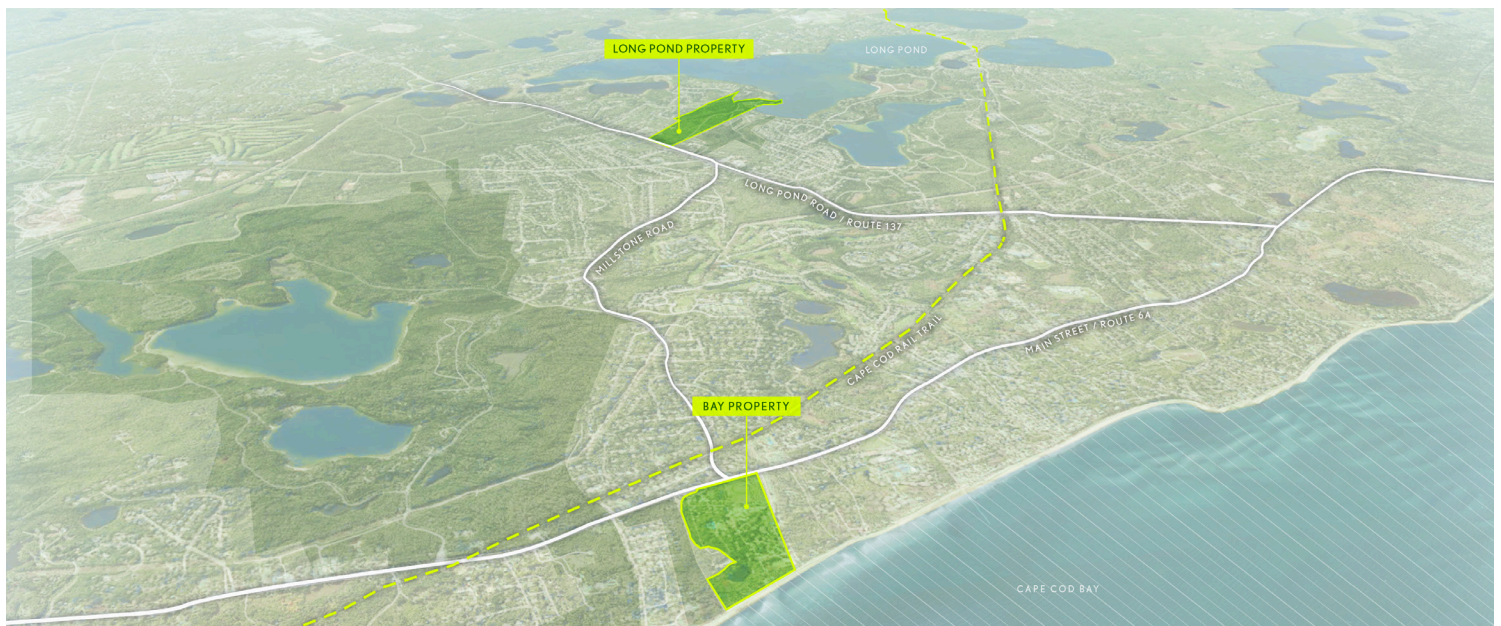 LONG POND PROPERTY
LONG POND
LONG POND ROAD / ROUTE 137
MILLSTONE ROAD
MAIN STREET / ROUTE 6A
CAPE COD RAIL TRAIL
BAY PROPERTY
CAPE COD BAY